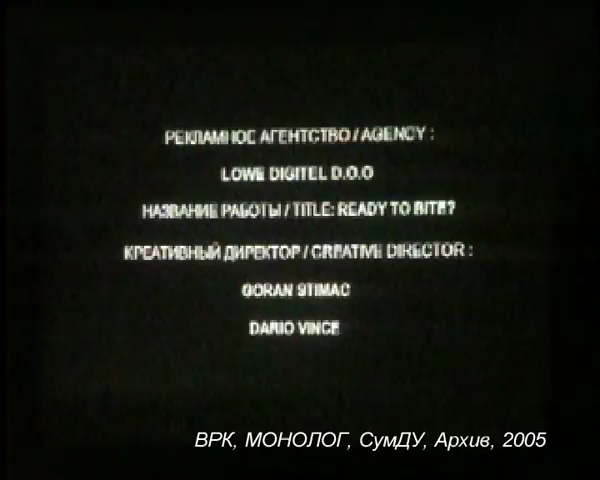 РЕКЛАМНОЕ АГЕНТСТВО / AGENCY :
LOWE DIGITEL D.O.O
НАЗВАНИЕ РАБОТЫ / TITLE: READY TO BITE?
КРЕАТИВНЫЙ ДИРЕКТОР / CREATIVE DIRECTOR :
GORAN STIMAC
DARIO VINCE
ВРК, МОНОЛОГ, СумДУ, Архив, 2005